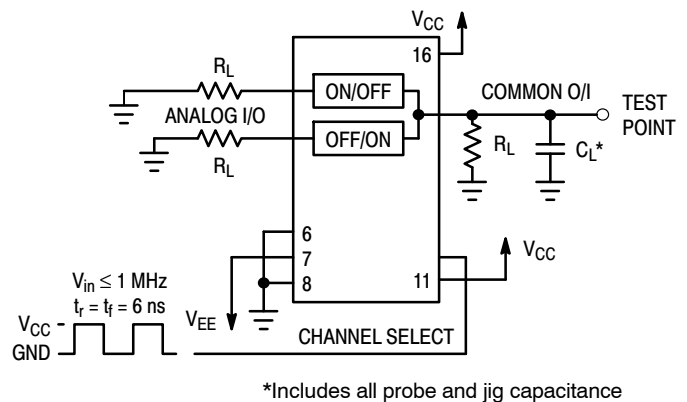 VCC
16
RL
ON/OFF
COMMON O/I
ANALOG I/O
TEST
POINT
OFF/ON
RL
RL
CL*
6
7
8
11
VCC
Vin ≤ 1 MHz
tr = tf = 6 ns
VCC
GND
VEE
CHANNEL SELECT
*Includes all probe and jig capacitance